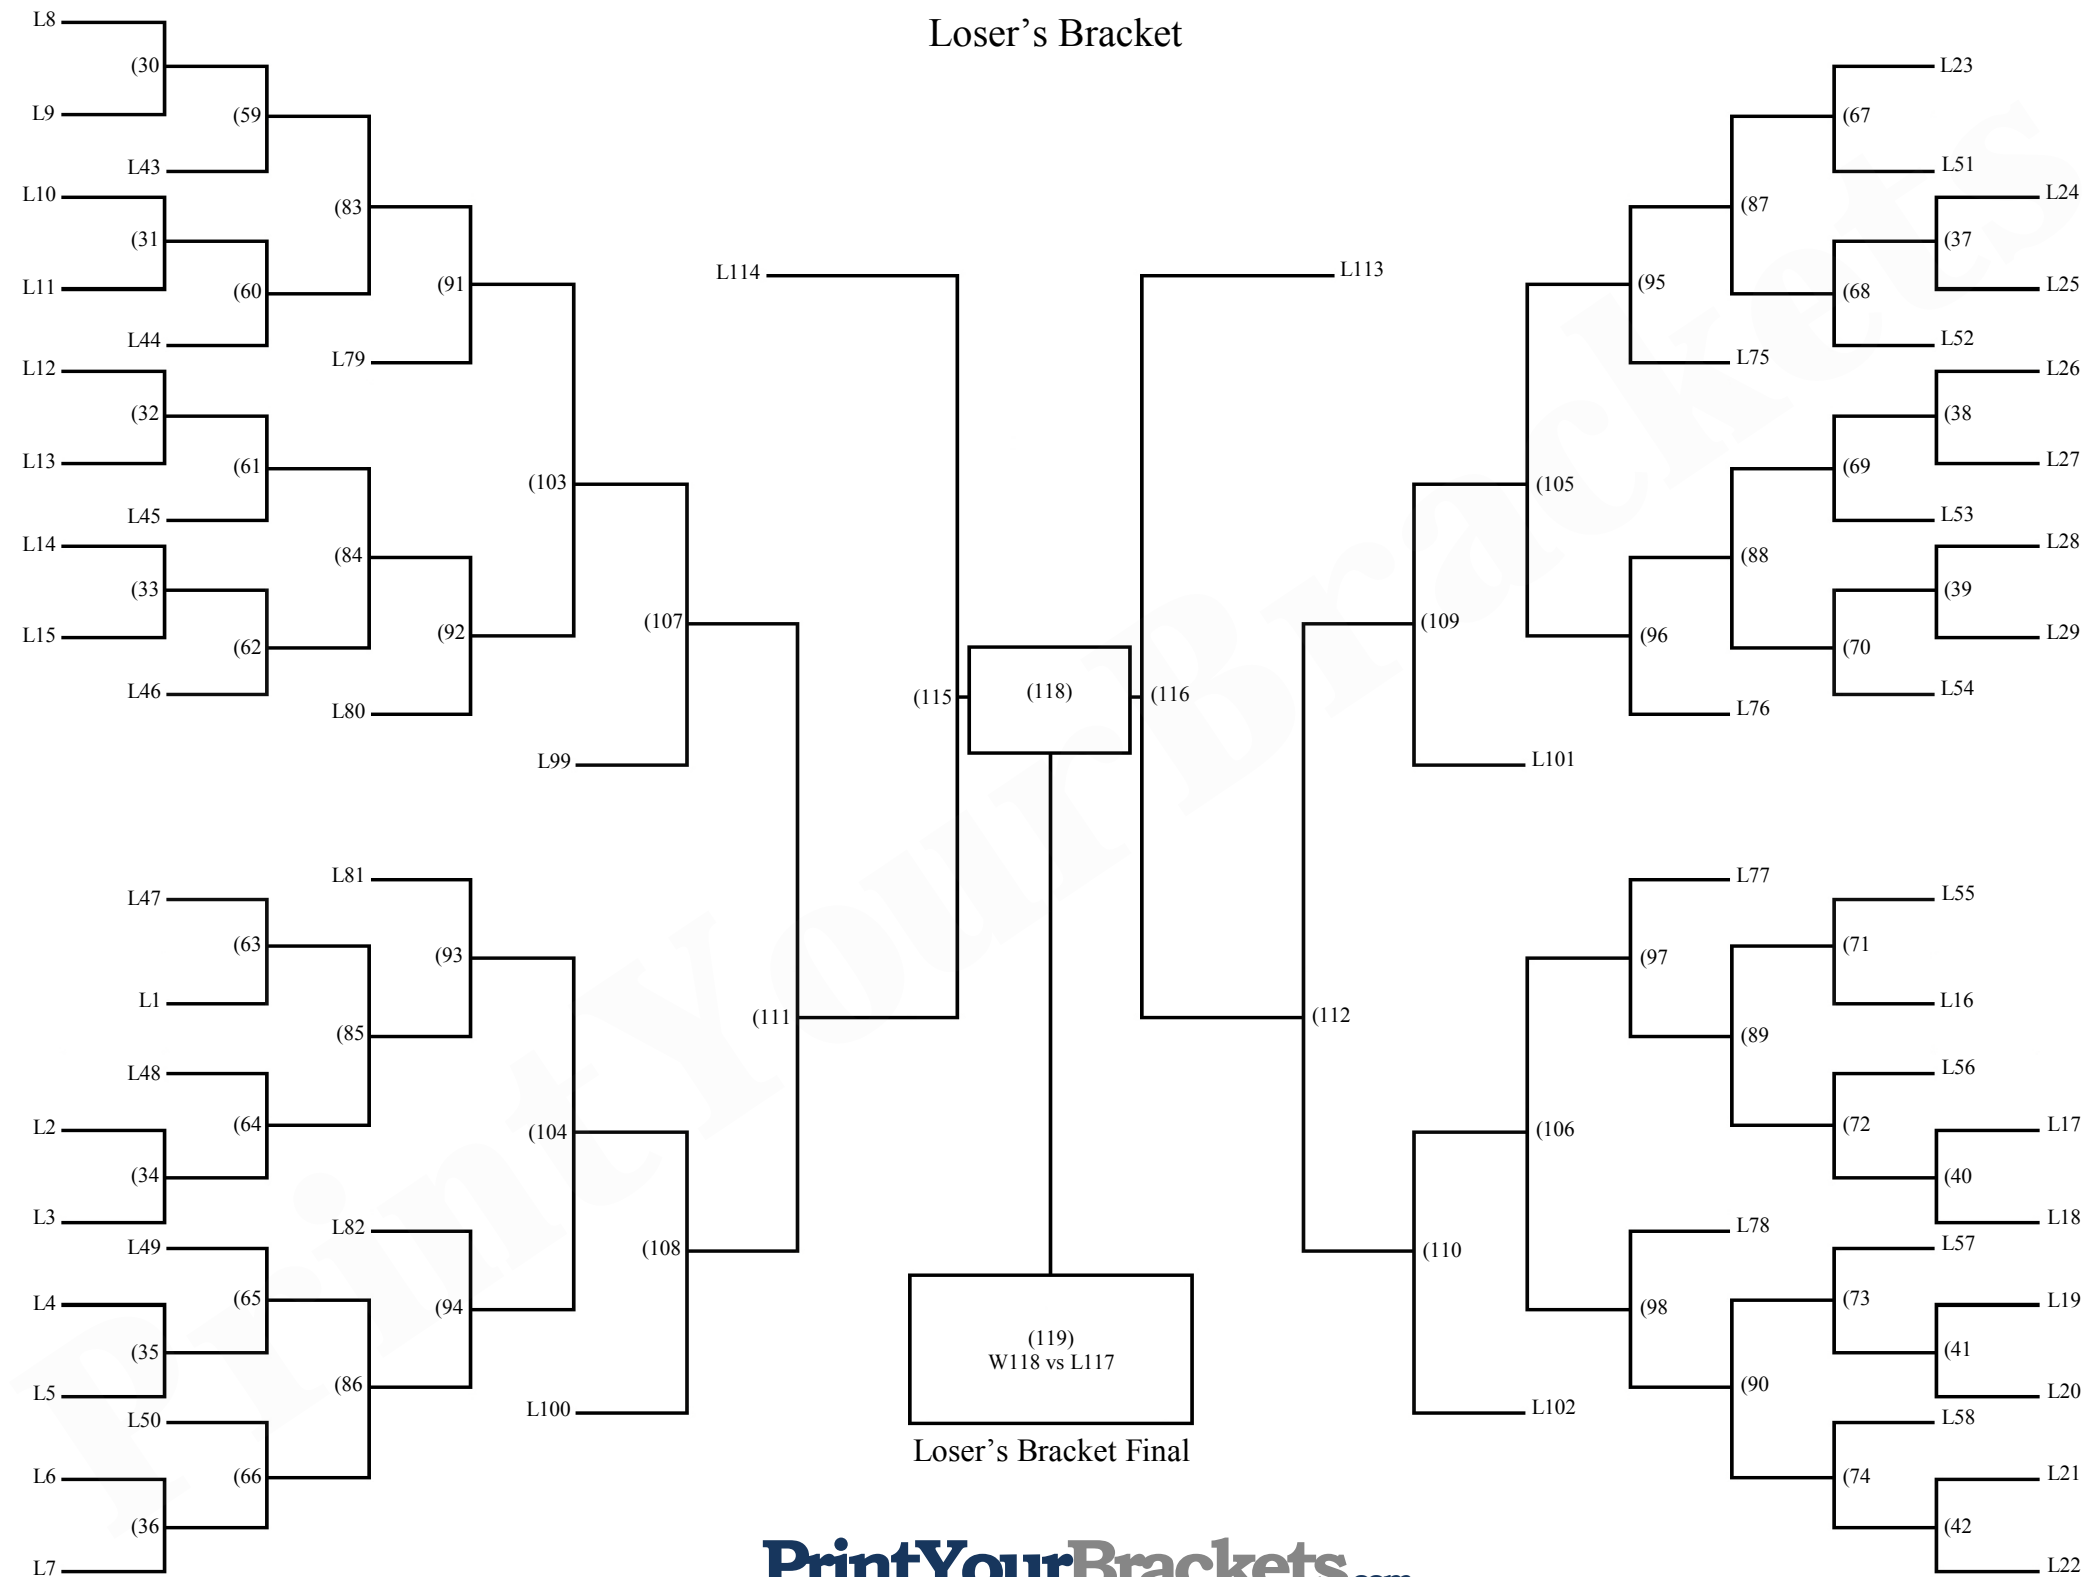 Loser's Bracket
L8
(30
L9
(59
L43
L10
(31
L11
(60
L44
(83
L12
(32
L13
(61
L45
L14
(33
L15
(62
L46
(84
(91
L79
(92
L80
(103
L99
(107
L81
L47
(63
L1
(93
(85
L48
L2
(64
(34
L3
L82
L49
L4
(65
(35
L5
(94
(86
L50
L6
(66
(36
L7
(104
(108
L100
(111
L114
(115
(118)
(116
L113
(119)
W118 vs L117
Loser's Bracket Final
L23
(67
L51
L24
(87
(37
L25
(68
L52
(95
L75
L26
(38
L27
(69
L53
L28
(88
(39
L29
(70
L54
(96
L76
(105
(109
L101
(112
L77
L55
(71
L16
(97
(89
L56
L17
(72
(40
L18
(106
L78
L57
L19
(73
(41
L20
(98
(90
L58
L21
(74
(42
L22
(110
L102
PrintYourBrackets.com
PrintYourBrackets